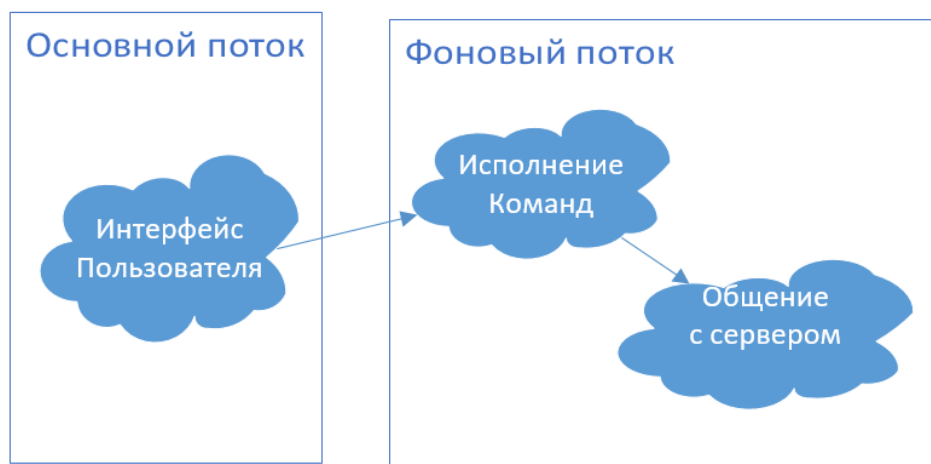 Основной поток
Фоновый поток
Интерфейс
Пользователя
Исполнение
Команд
Общение
с сервером